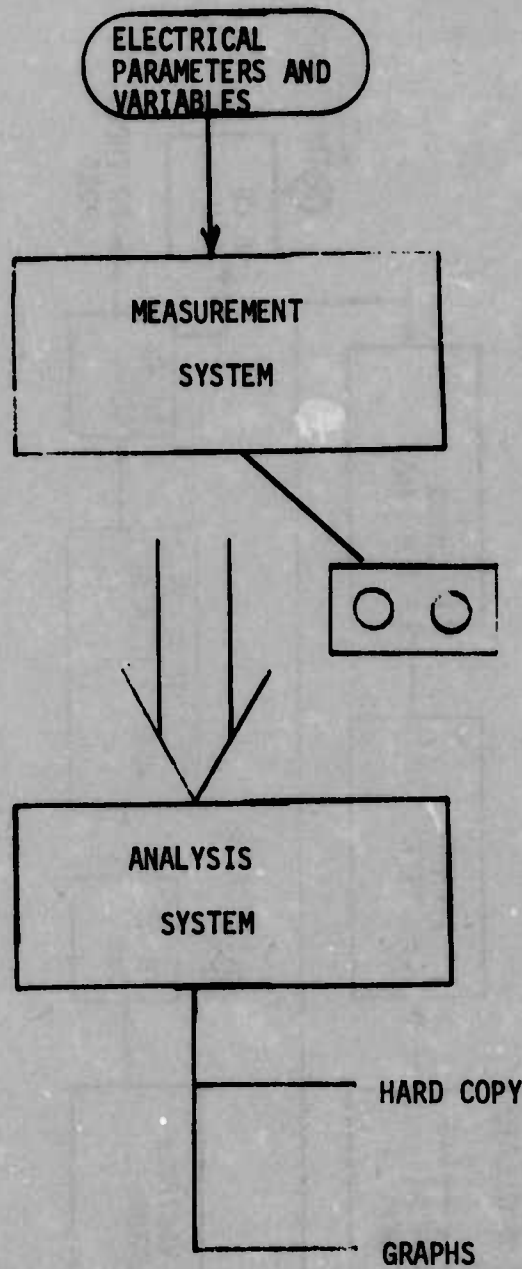 ELECTRICAL
PARAMETERS AND
VARIABLES
MEASUREMENT
SYSTEM
ANALYSIS
SYSTEM
HARD COPY
GRAPHS